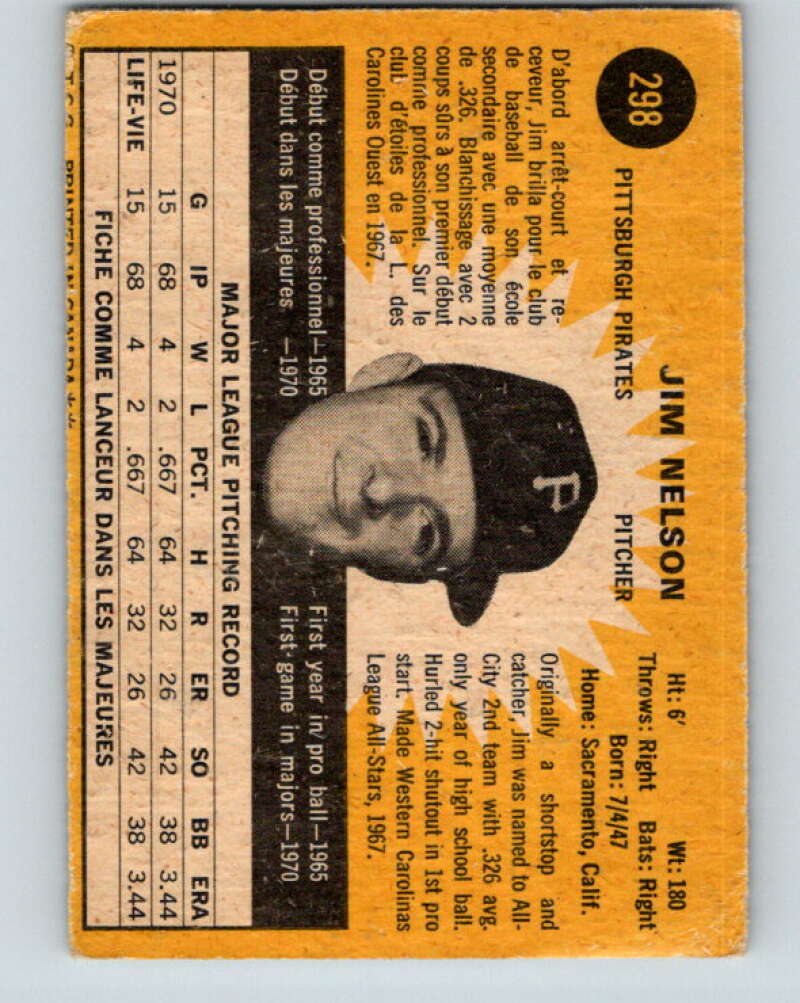 298
JIM NELSON
PITTSBURGH PIRATES PITCHER
Ht: 6' Wt: 180
Throws: Right Bats: Right
Born: 7/4/47
Home: Sacramento, Calif.
D'abord arrêt-court et re-
ceveur, Jim brilla pour le club
de baseball de son école
secondaire avec une moyenne
de .326. Blanchissage avec 2
coups sûrs à son premier début
comme professionnel. Sur le
club d'étoiles de la L. des
Carolines Ouest en 1967.
P
Originally a shortstop and
catcher, Jim was named to All-
City 2nd team with .326 avg.
only year of high school ball.
Hurled 2-hit shutout in 1st pro
start. Made Western Carolinas
League All-Stars, 1967.
Début comme professionnel—1965
Début dans les majeures —1970
First year in pro ball—1965
First game in majors—1970
MAJOR LEAGUE PITCHING RECORD
G IP W L PCT. H R ER SO BB ERA
1970 15 68 4 2 .667 64 32 26 42 38 3.44
LIFE-VIE 15 68 4 2 .667 64 32 26 42 38 3.44
FICHE COMME LANCEUR DANS LES MAJEURES
PRINTED IN CANADA **